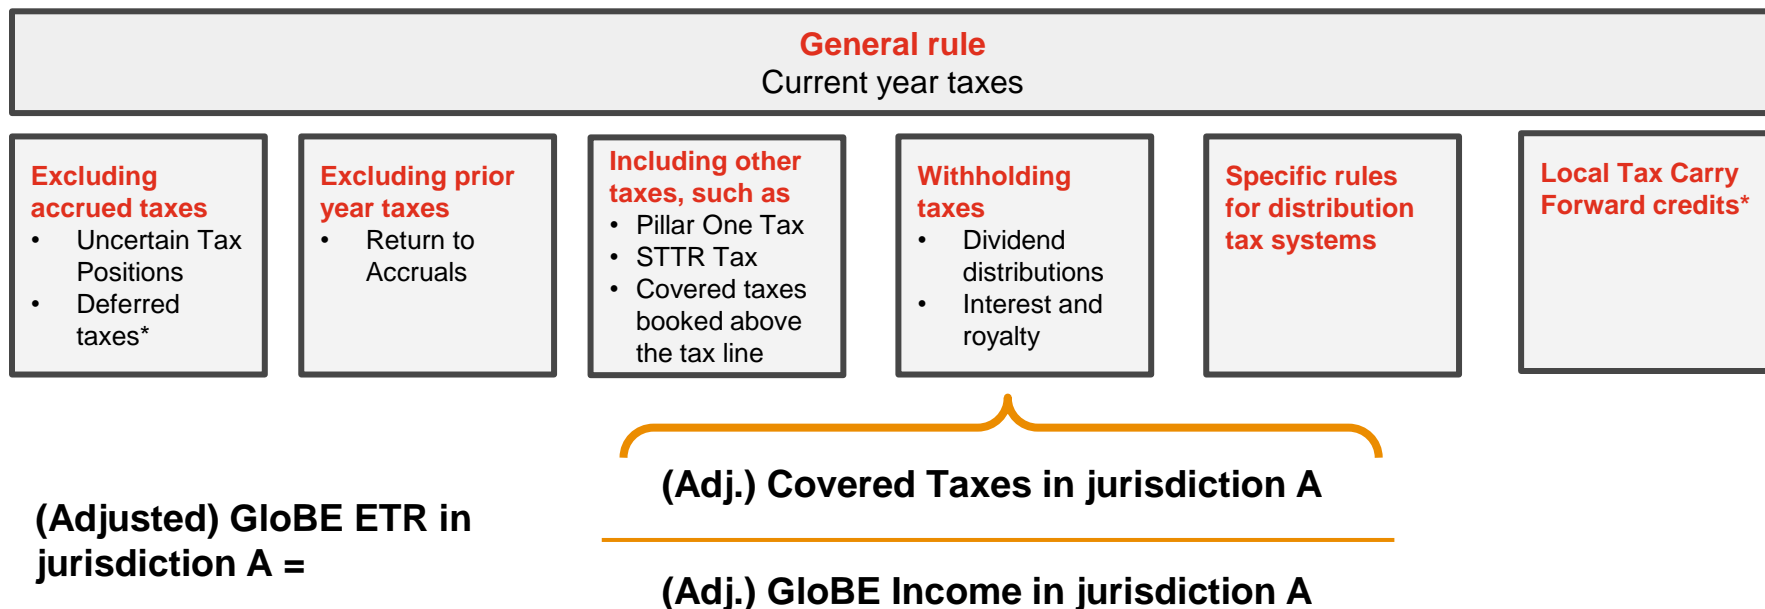 General rule
Current year taxes
Excluding
accrued taxes
• Uncertain Tax
Positions
• Deferred
taxes*
Excluding prior
year taxes
• Return to
Accruals
Including other
taxes, such as
• Pillar One Tax
• STTR Tax
• Covered taxes
booked above
the tax line
Withholding
taxes
• Dividend
distributions
• Interest and
royalty
Specific rules
for distribution
tax systems
Local Tax Carry
Forward credits*
(Adjusted) GloBE ETR in
jurisdiction A =
(Adj.) Covered Taxes in jurisdiction A
(Adj.) GloBE Income in jurisdiction A